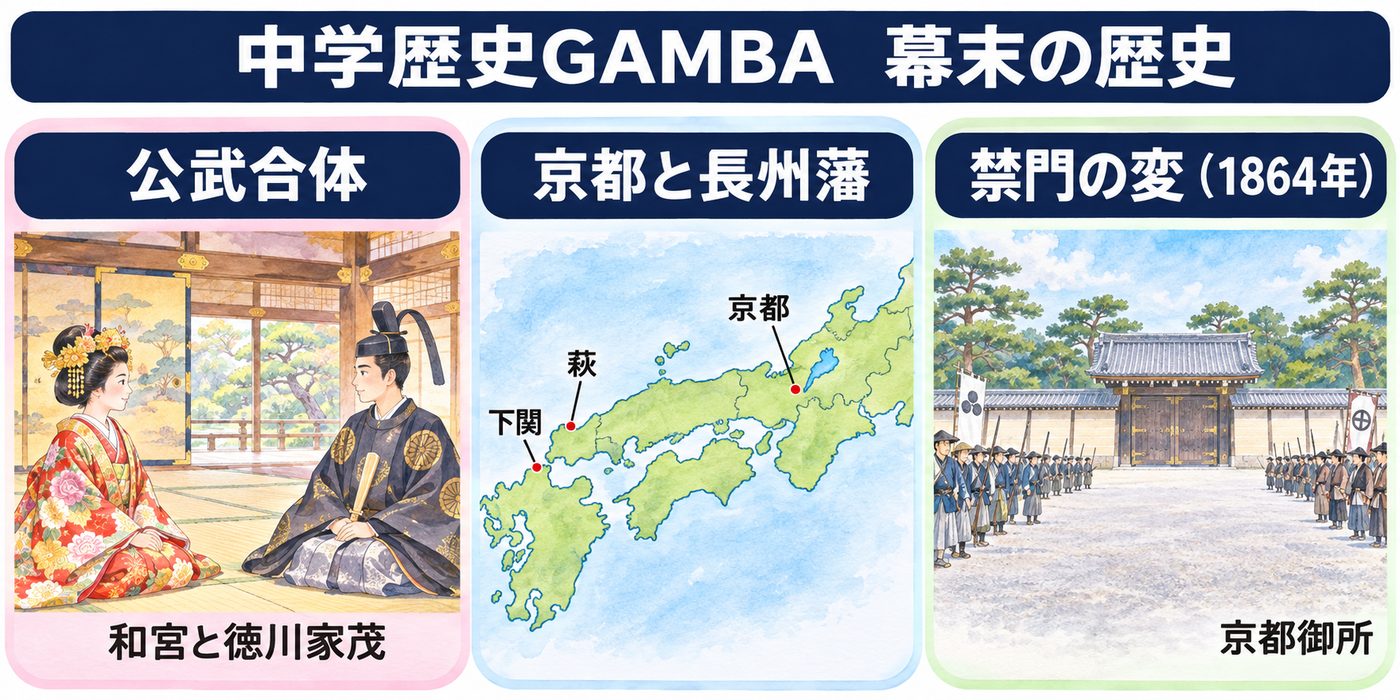 中学歴史GAMBA 幕末の歴史
公武合体
和宮と徳川家茂
京都と長州藩
京都
萩
下関
禁門の変（1864年）
京都御所